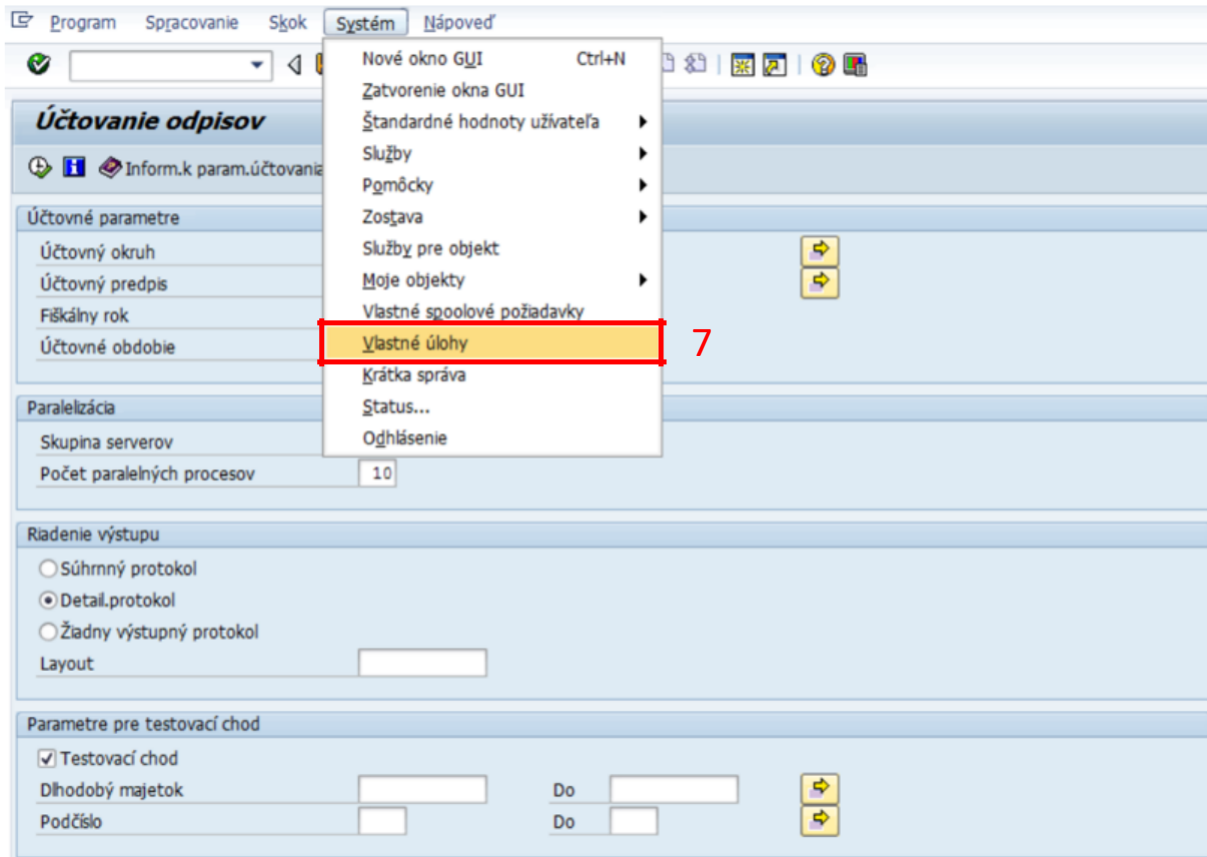 Program Spracovanie Skok Systém Nápoveď
Účtovanie odpisov
Inform.k param.účtovania
Nové okno GUI Ctrl+N
Zatvorenie okna GUI
Štandardné hodnoty užívateľa
Služby
Pomôcky
Zostava
Služby pre objekt
Moje objekty
Vlastné spoolové požiadavky
Vlastné úlohy 7
Krátka správa
Status...
Odhlásenie
Účtovné parametre
Účtovný okruh
Účtovný predpis
Fiškálny rok
Účtovné obdobie
Paralelizácia
Skupina serverov
Počet paralelných procesov 10
Riadenie výstupu
Súhrnný protokol
Detail.protokol
Žiadny výstupný protokol
Layout
Parametre pre testovací chod
Testovací chod
Dlhodobý majetok Do
Podčíslo Do